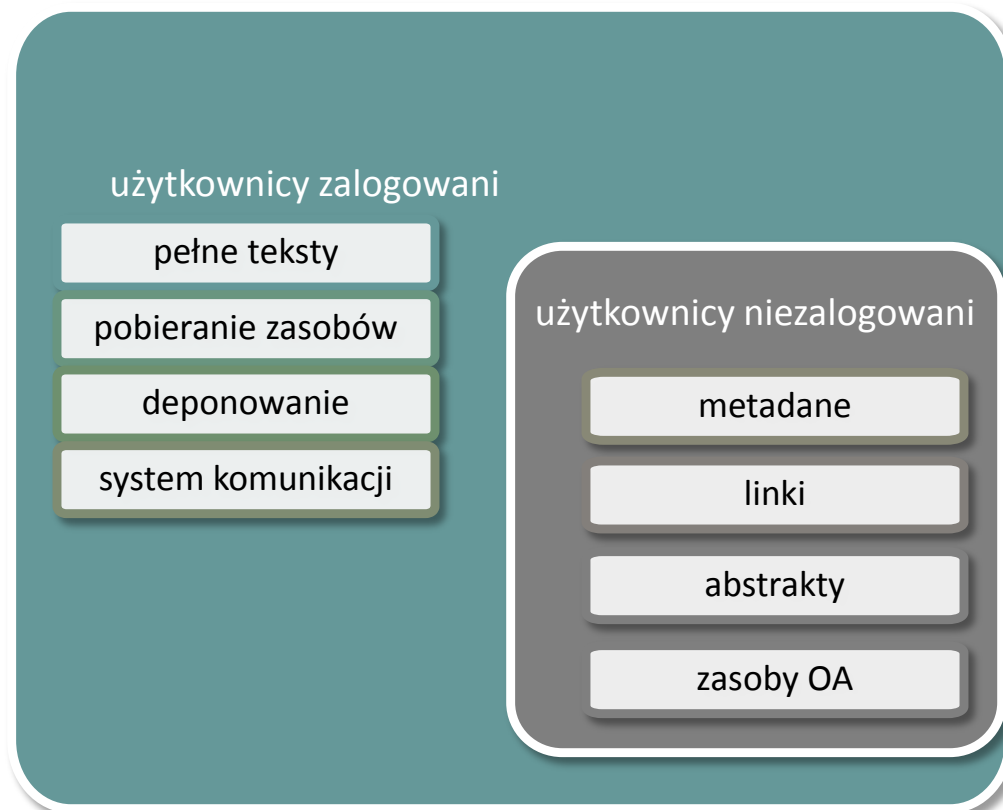 użytkownicy zalogowani
pełne teksty
pobieranie zasobów
deponowanie
system komunikacji
użytkownicy niezalogowani
metadane
linki
abstrakty
zasoby OA